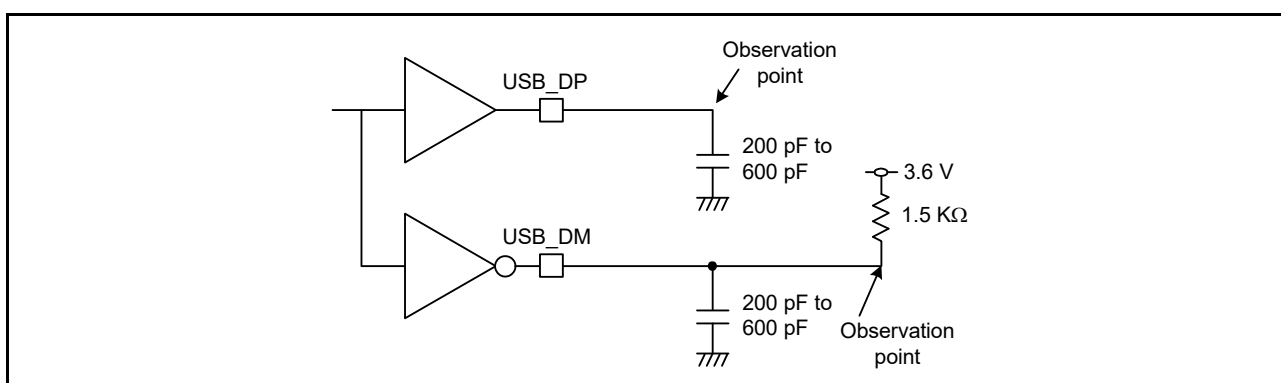 Observation
point
USB_DP
200 pF to
600 pF
3.6 V
1.5 KΩ
USB_DM
200 pF to
600 pF
Observation
point